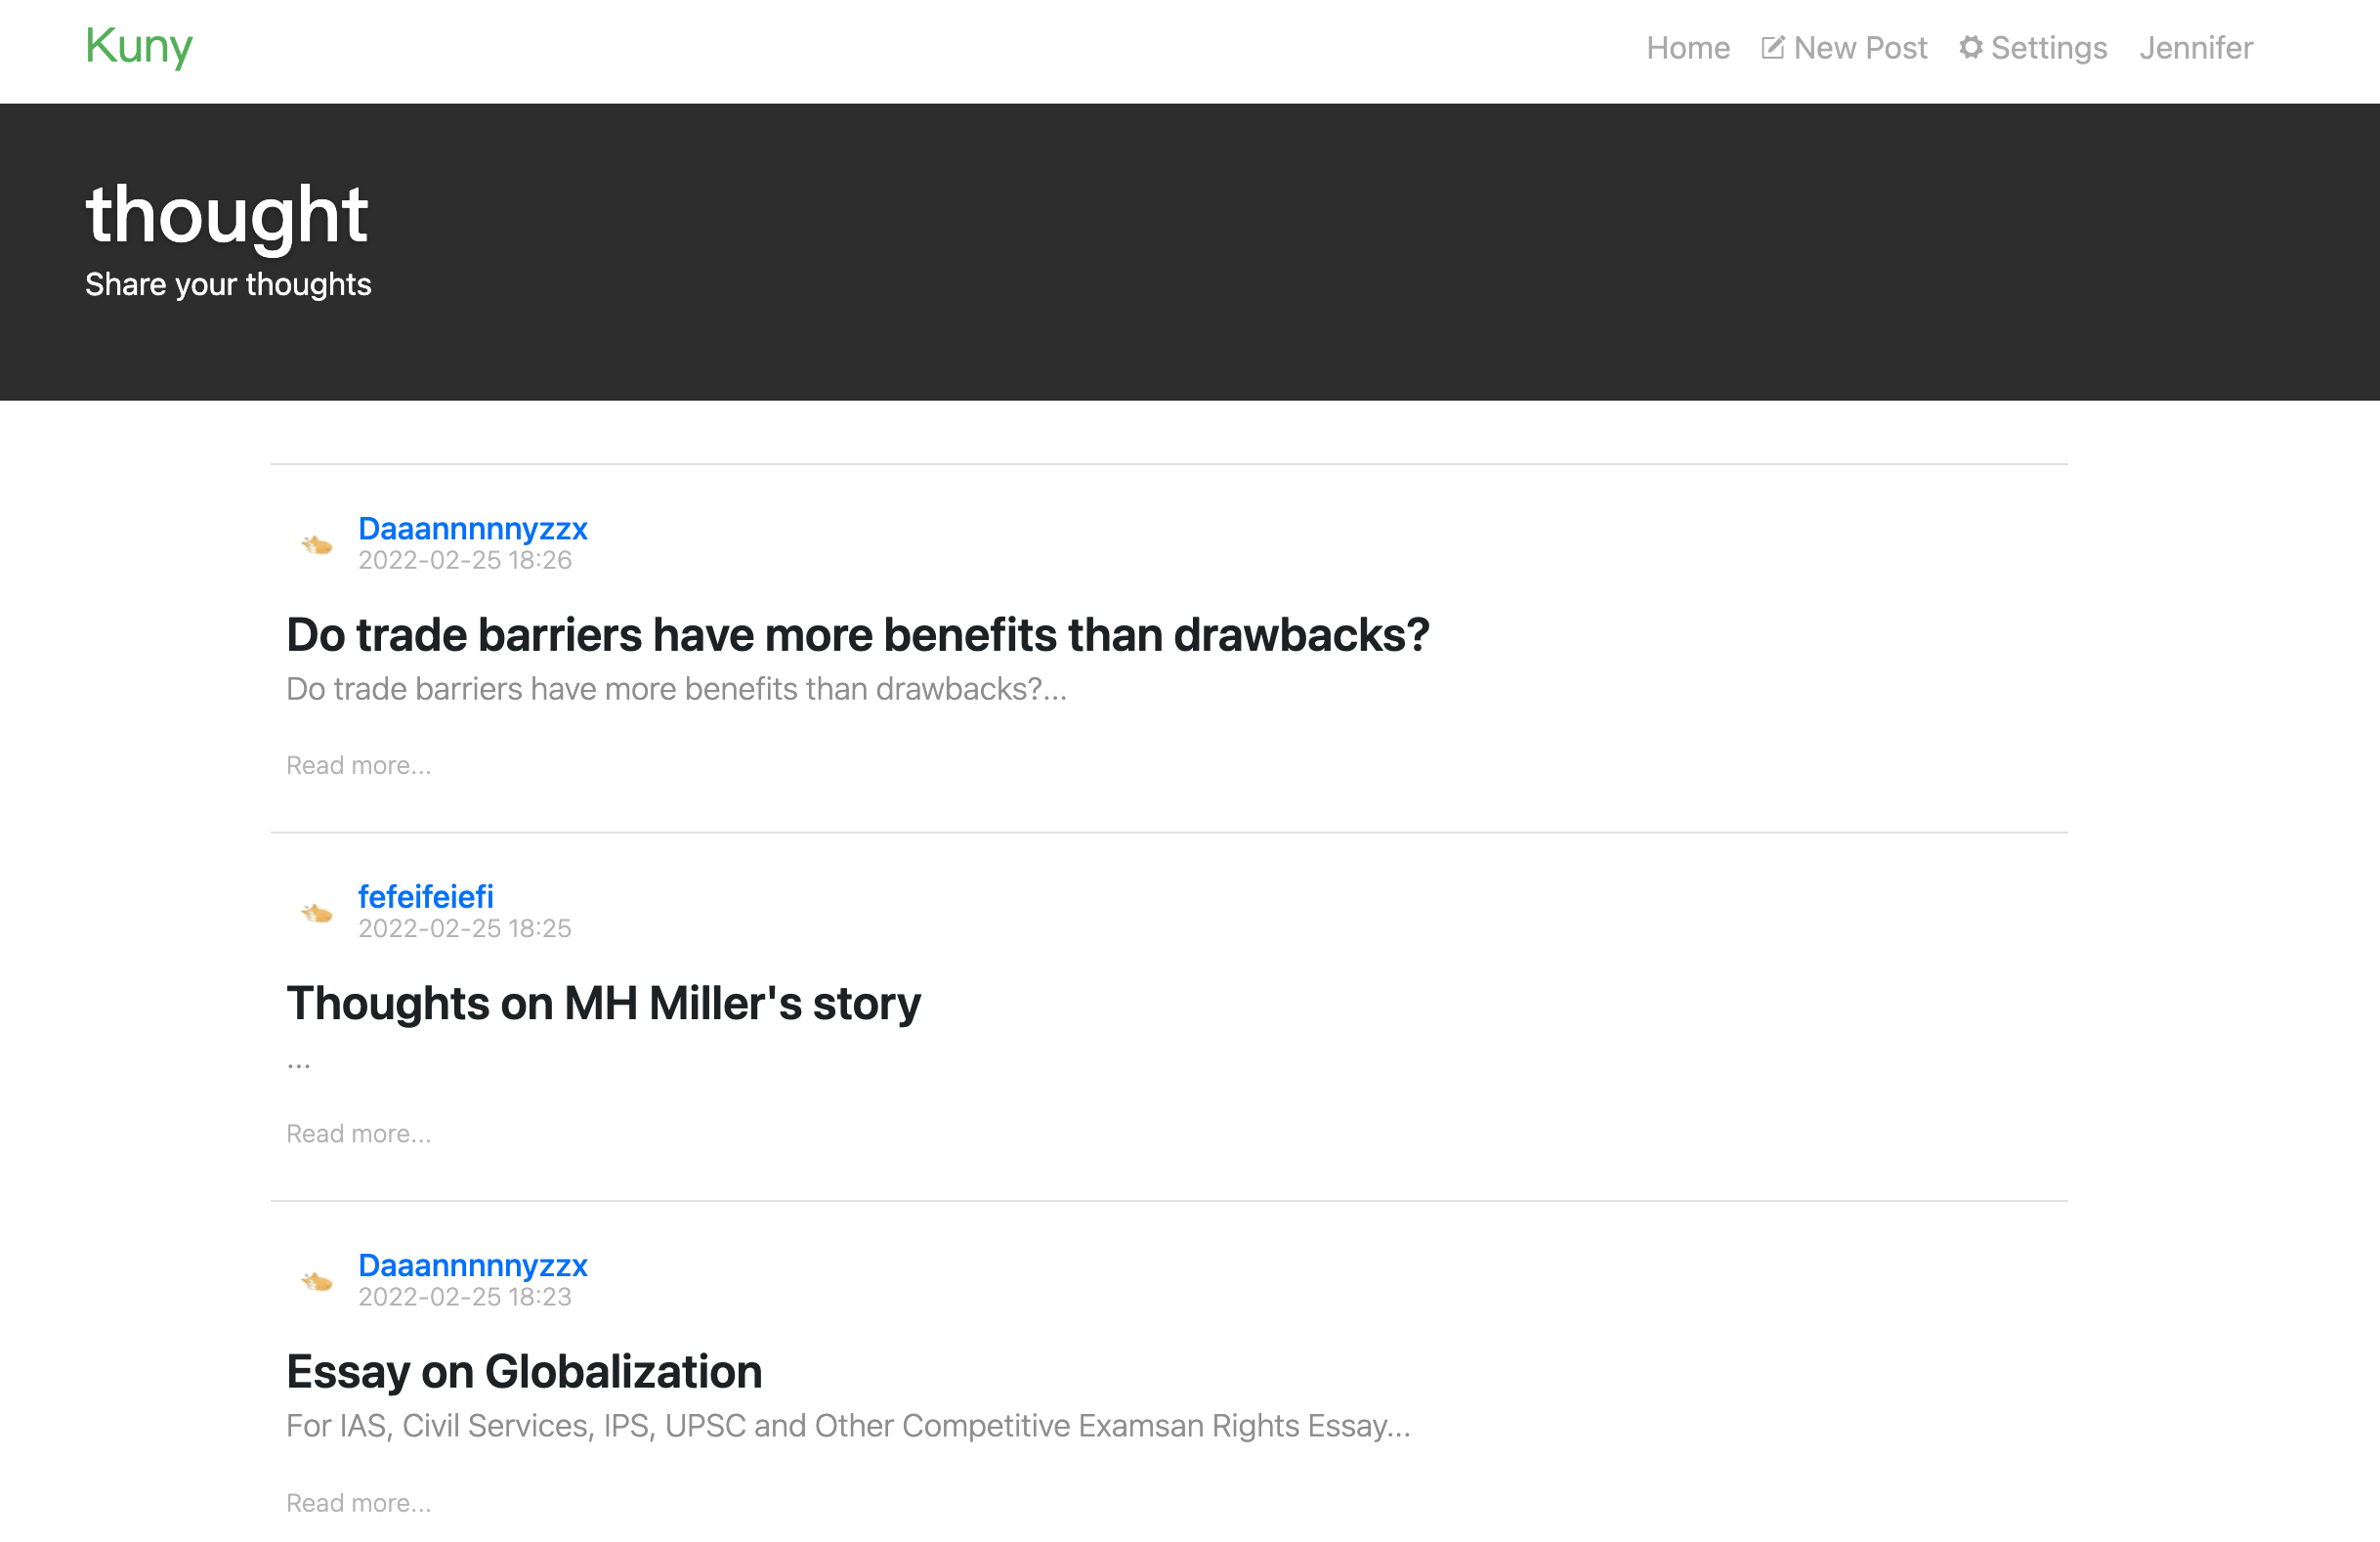 Kuny
Home New Post Settings Jennifer
thought
Share your thoughts
Daaannnnnyzzx
2022-02-25 18:26
Do trade barriers have more benefits than drawbacks?
Do trade barriers have more benefits than drawbacks?...
Read more...
fefeifeiefi
2022-02-25 18:25
Thoughts on MH Miller's story
...
Read more...
Daaannnnnyzzx
2022-02-25 18:23
Essay on Globalization
For IAS, Civil Services, IPS, UPSC and Other Competitive Examsan Rights Essay...
Read more...